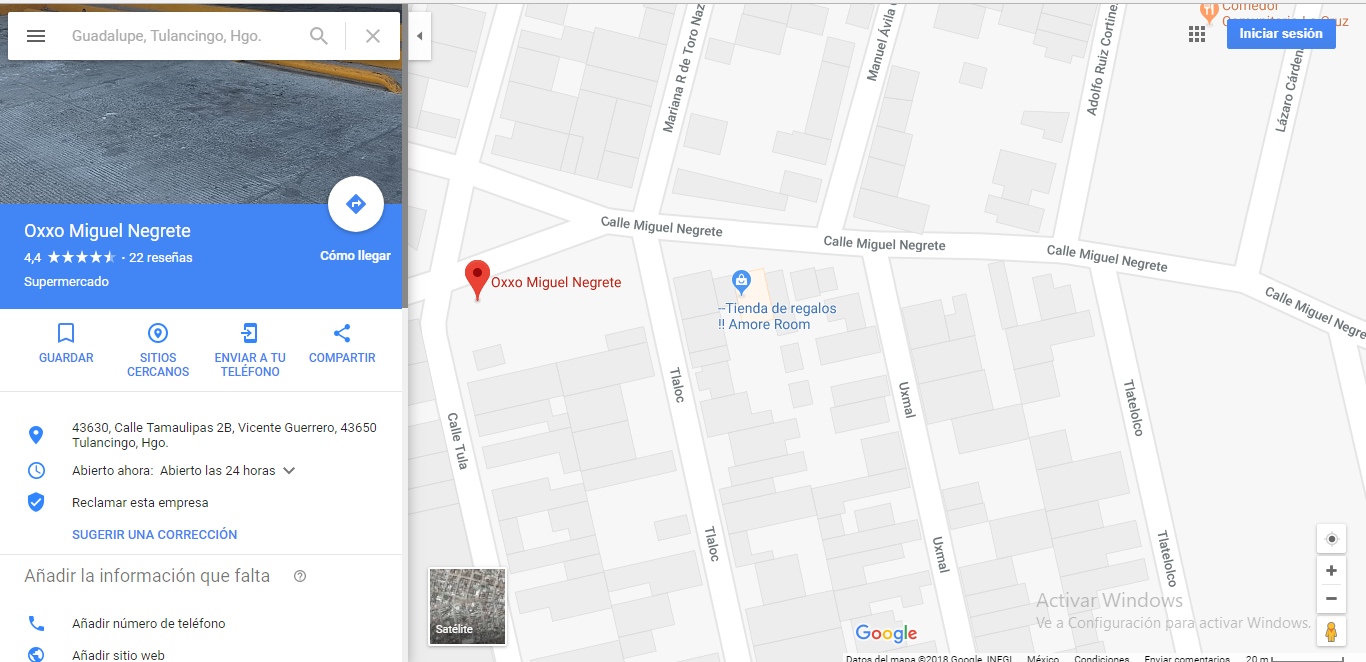 Guadalupe, Tulancingo, Hgo.
Oxxo Miguel Negrete
4,4 · 22 reseñas
Supermercado
Cómo llegar
GUARDAR
SITIOS
CERCANOS
ENVIAR A TU
TELÉFONO
COMPARTIR
43630, Calle Tamaulipas 2B, Vicente Guerrero, 43650
Tulancingo, Hgo.
Abierto ahora: Abierto las 24 horas
Reclamar esta empresa
SUGERIR UNA CORRECCIÓN
Añadir la información que falta
Añadir número de teléfono
Añadir sitio web
Comedor
Iniciar sesión
Mariana R de Toro Naz
Manuel Ávila C
Adolfo Ruiz Cortine
Lázaro Cárden
Calle Miguel Negrete
Calle Miguel Negrete
Calle Miguel Negrete
Calle Miguel Negre
Oxxo Miguel Negrete
--Tienda de regalos
!! Amore Room
Tlaloc
Uxmal
Tlatelolco
Calle Tula
Tlaloc
Uxmal
Tlatelolco
Satélite
Google
Activar Windows
Ve a Configuración para activar Windows.
Datos del mapa ©2018 Google, INEGI México Condiciones Enviar comentarios 20 m